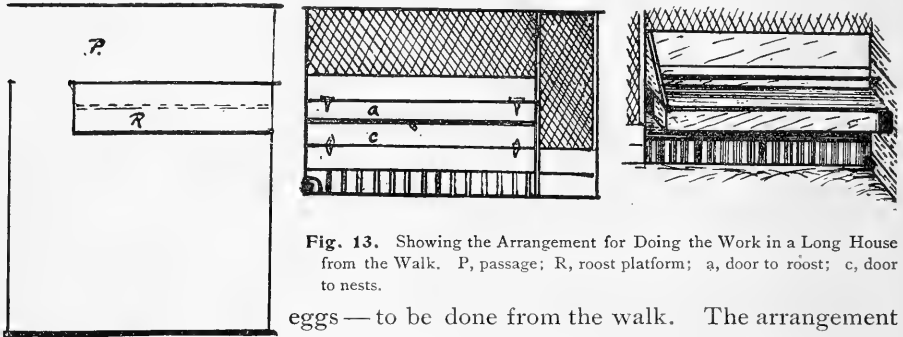 P.
R
a
c
Fig. 13. Showing the Arrangement for Doing the Work in a Long House
from the Walk. P, passage; R, roost platform; a, door to roost; c, door
to nests.
eggs — to be done from the walk. The arrangement